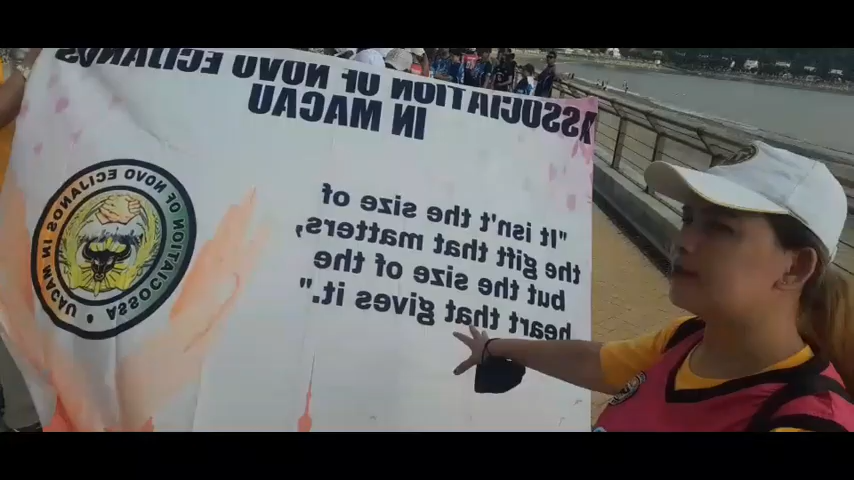 ASSOCIATION OF NOVU ECIJANOS
IN MACAU
"It isn't the size of
the gift that matters,
but the size of the
heart that gives it."
ASSOCIATION OF NOVO ECIJANOS IN MACAU